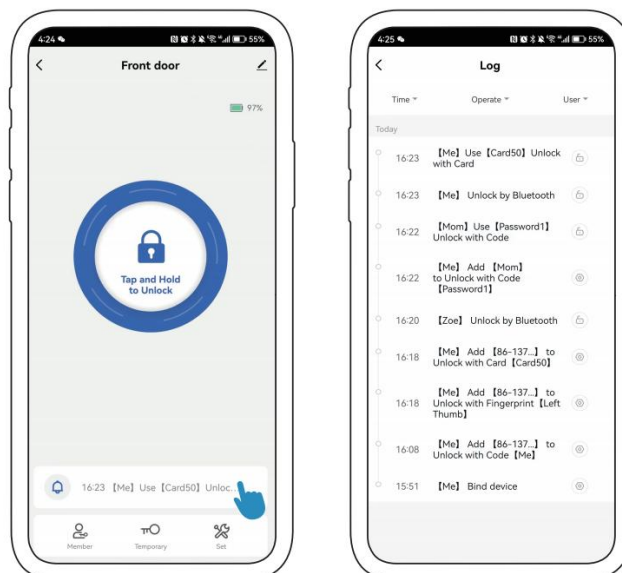 4:24 55%
Front door
97%
Tap and Hold
to Unlock
16:23 【Me】Use【Card50】Unloc...
Member Temporary Set
4:25 55%
Log
Time Operate User
Today
16:23 【Me】Use【Card50】Unlock
with Card
16:23 【Me】 Unlock by Bluetooth
16:22 【Mom】Use【Password1】
Unlock with Code
16:22 【Me】 Add 【Mom】
to Unlock with Code
【Password1】
16:20 【Zoe】 Unlock by Bluetooth
16:18 【Me】 Add 【86-137...】 to
Unlock with Card【Card50】
16:18 【Me】 Add 【86-137...】 to
Unlock with Fingerprint【Left
Thumb】
16:08 【Me】 Add 【86-137...】 to
Unlock with Code【Me】
15:51 【Me】 Bind device